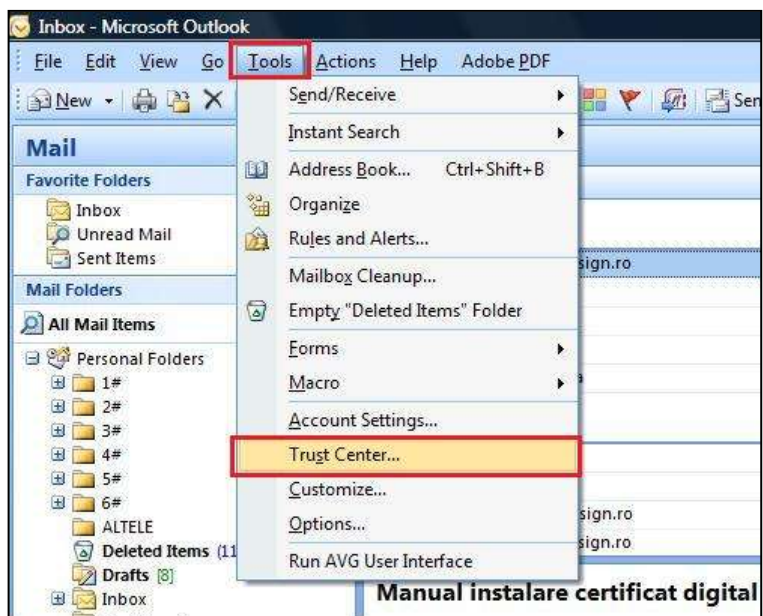 Inbox - Microsoft Outlook
File Edit View Go Tools Actions Help Adobe PDF
New
Mail
Favorite Folders
Inbox
Unread Mail
Sent Items
Mail Folders
All Mail Items
Personal Folders
1#
2#
3#
4#
5#
6#
ALTELE
Deleted Items (11
Drafts [8]
Inbox
Send/Receive
Instant Search
Address Book... Ctrl+Shift+B
Organize
Rules and Alerts...
Mailbox Cleanup...
Empty "Deleted Items" Folder
Forms
Macro
Account Settings...
Trust Center...
Customize...
Options...
Run AVG User Interface
Sen
sign.ro
sign.ro
sign.ro
Manual instalare certificat digital